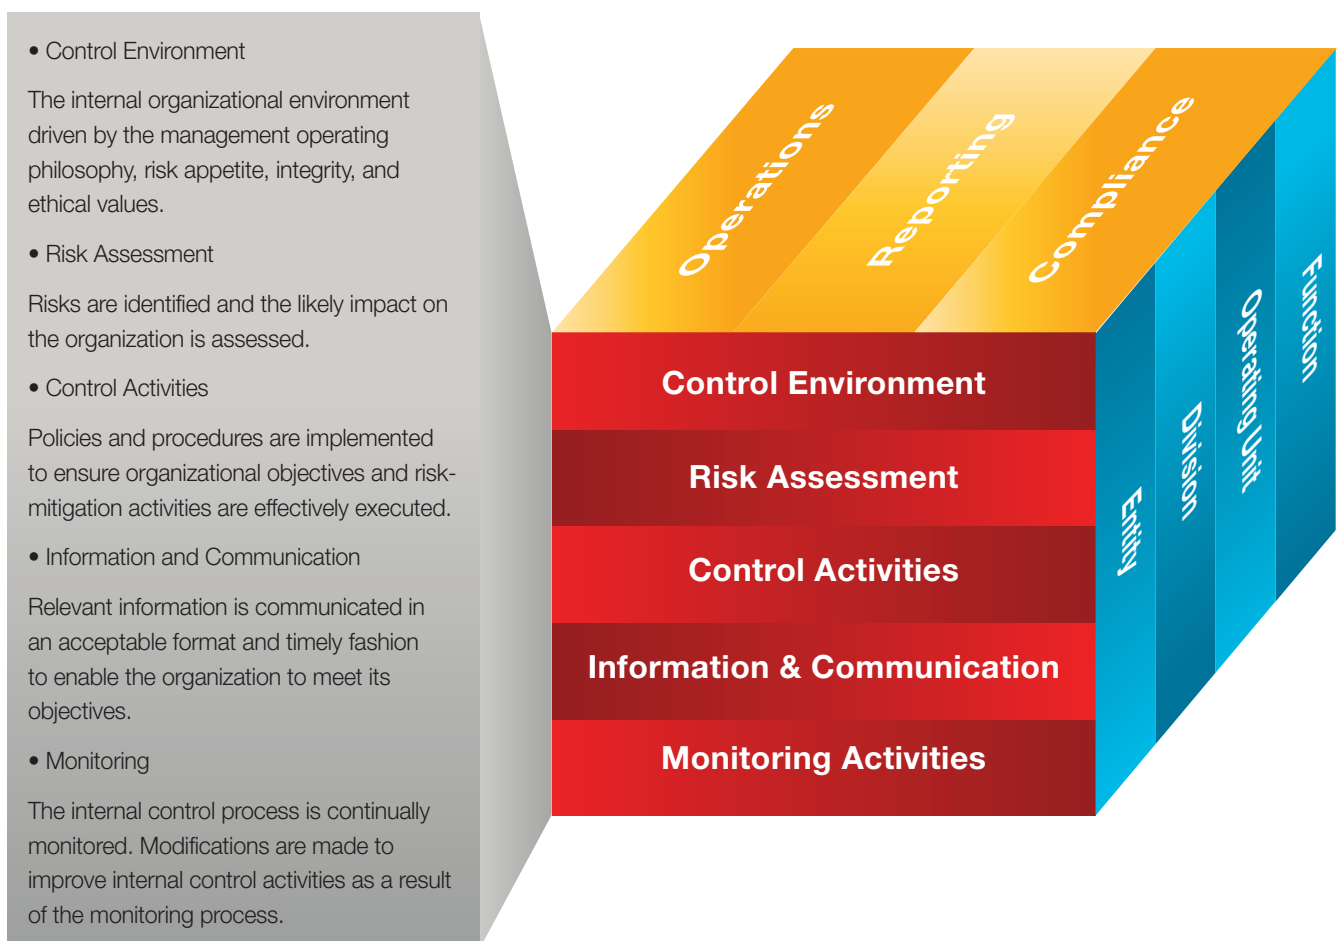 • Control Environment
The internal organizational environment
driven by the management operating
philosophy, risk appetite, integrity, and
ethical values.
• Risk Assessment
Risks are identified and the likely impact on
the organization is assessed.
• Control Activities
Policies and procedures are implemented
to ensure organizational objectives and risk-
mitigation activities are effectively executed.
• Information and Communication
Relevant information is communicated in
an acceptable format and timely fashion
to enable the organization to meet its
objectives.
• Monitoring
The internal control process is continually
monitored. Modifications are made to
improve internal control activities as a result
of the monitoring process.
Operations
Reporting
Compliance
Control Environment
Risk Assessment
Control Activities
Information & Communication
Monitoring Activities
Entity
Division
Operating Unit
Function